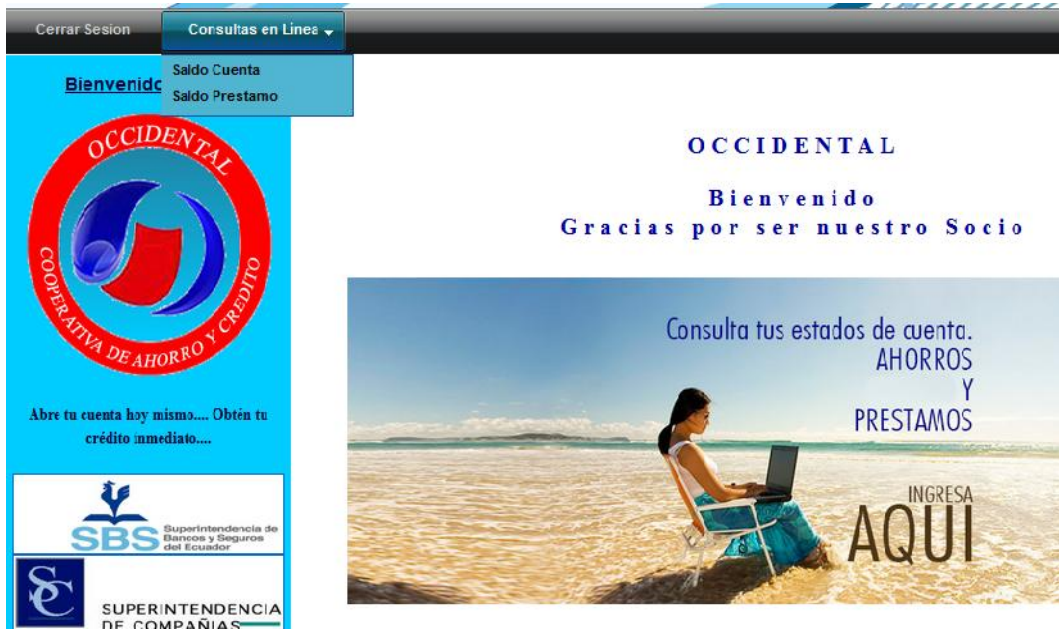 Cerrar Sesion
Consultas en Linea
Saldo Cuenta
Saldo Prestamo
Bienvenido
OCCIDENTAL
COOPERATIVA DE AHORRO Y CREDITO
Abre tu cuenta hoy mismo.... Obtén tu
crédito inmediato....
SBS
Superintendencia de
Bancos y Seguros
del Ecuador
SC
SUPERINTENDENCIA
DE COMPAÑIAS
OCCIDENTAL
Bienvenido
Gracias por ser nuestro Socio
Consulta tus estados de cuenta.
AHORROS
Y
PRESTAMOS
INGRESA
AQUI